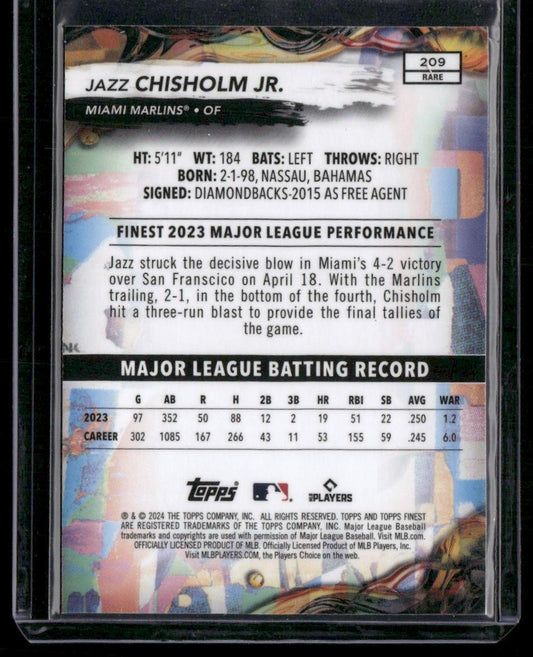 209
RARE
JAZZ CHISHOLM JR.
MIAMI MARLINS® • OF
HT: 5'11" WT: 184 BATS: LEFT THROWS: RIGHT
BORN: 2-1-98, NASSAU, BAHAMAS
SIGNED: DIAMONDBACKS-2015 AS FREE AGENT
FINEST 2023 MAJOR LEAGUE PERFORMANCE
Jazz struck the decisive blow in Miami's 4-2 victory
over San Franscico on April 18. With the Marlins
trailing, 2-1, in the bottom of the fourth, Chisholm
hit a three-run blast to provide the final tallies of
the game.
MAJOR LEAGUE BATTING RECORD
G AB R H 2B 3B HR RBI SB AVG WAR
2023 97 352 50 88 12 2 19 51 22 .250 1.2
CAREER 302 1085 167 266 43 11 53 155 59 .245 6.0
Topps PLAYERS
® & © 2024 THE TOPPS COMPANY, INC. ALL RIGHTS RESERVED. TOPPS AND TOPPS FINEST
ARE REGISTERED TRADEMARKS OF THE TOPPS COMPANY, INC. Major League Baseball
trademarks and copyrights are used with permission of Major League Baseball. Visit MLB.com.
OFFICIALLY LICENSED PRODUCT OF MLB. Officially Licensed Product of MLB Players, Inc.
Visit MLBPLAYERS.com, the Players Choice on the web.